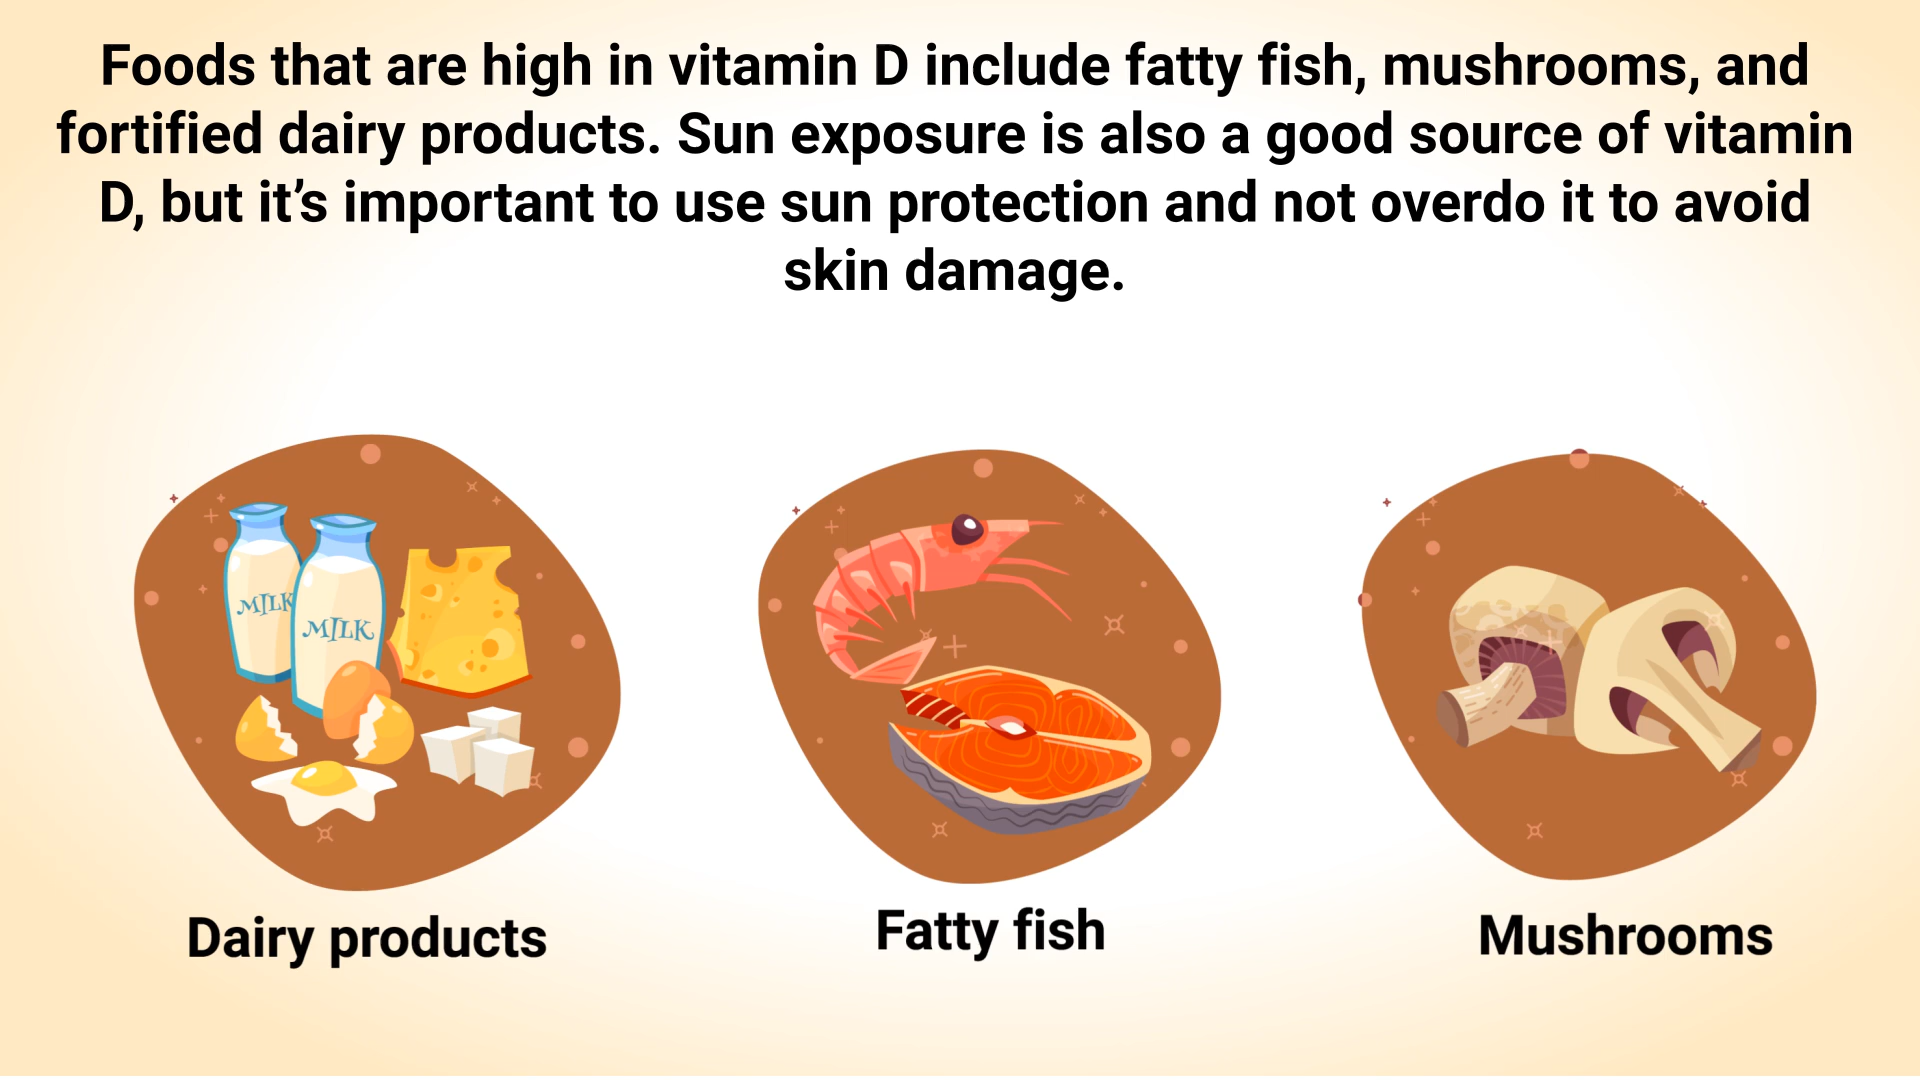 Foods that are high in vitamin D include fatty fish, mushrooms, and
fortified dairy products. Sun exposure is also a good source of vitamin
D, but it’s important to use sun protection and not overdo it to avoid
skin damage.
MILK
MILK
Dairy products
Fatty fish
Mushrooms